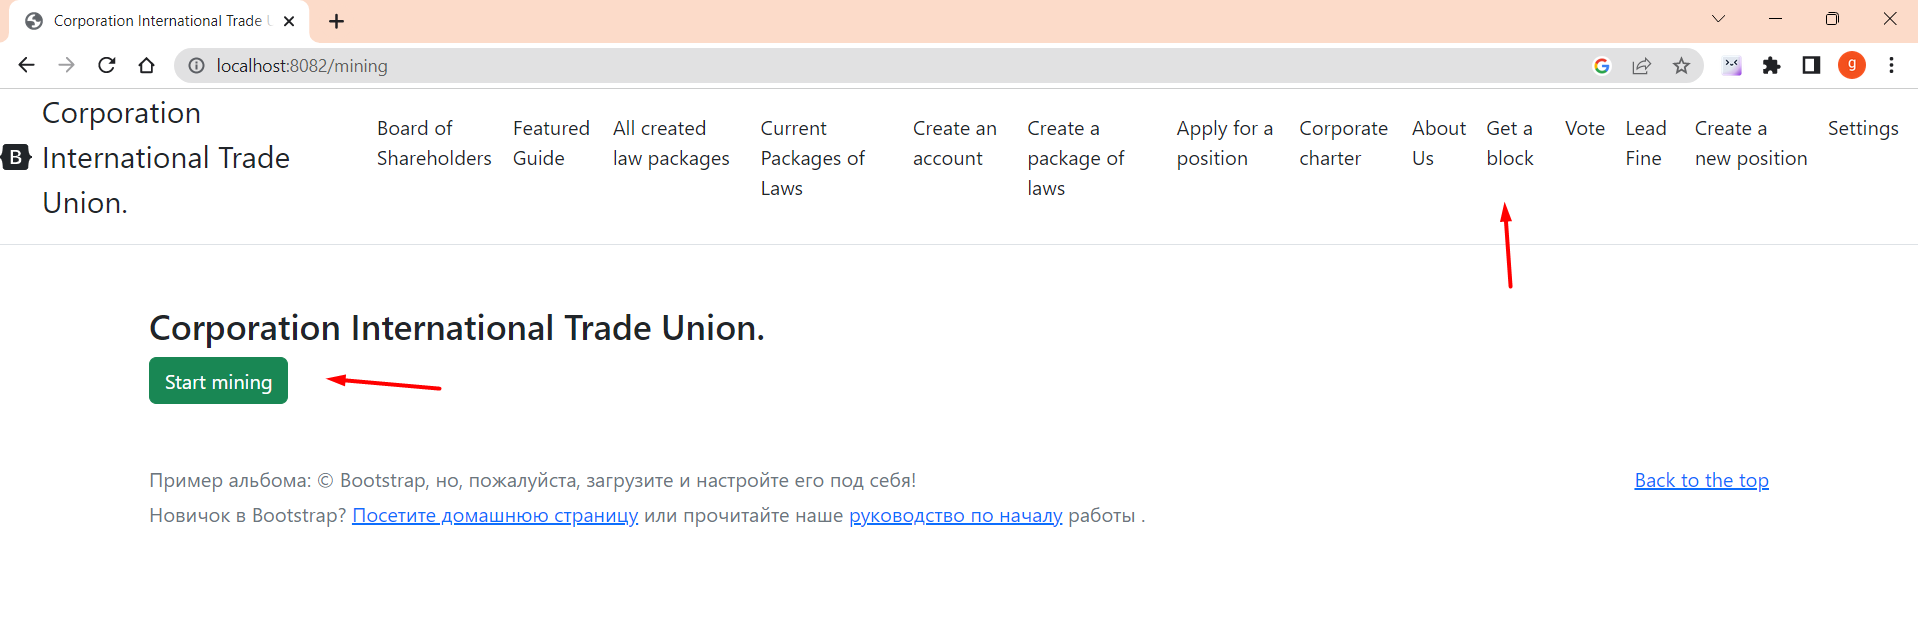 Corporation International Trade
localhost:8082/mining
g
B
Corporation
International Trade
Union.
Board of
Shareholders
Featured
Guide
All created
law packages
Current
Packages of
Laws
Create an
account
Create a
package of
laws
Apply for a
position
Corporate
charter
About
Us
Get a
block
Vote
Lead
Fine
Create a
new position
Settings
Corporation International Trade Union.
Start mining
Пример альбома: © Bootstrap, но, пожалуйста, загрузите и настройте его под себя!
Back to the top
Новичок в Bootstrap? Посетите домашнюю страницу или прочитайте наше руководство по началу работы .